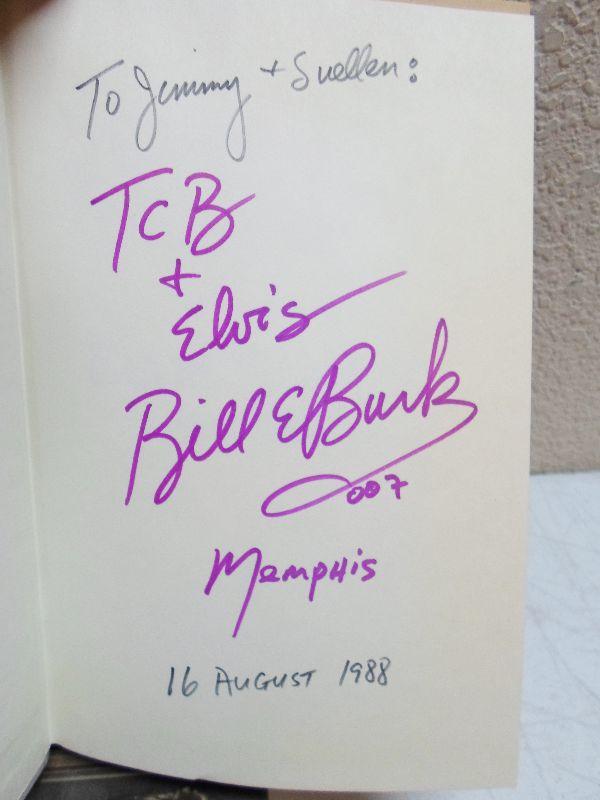 To Jimmy + Suellen:
TCB
+
Elvis
Bill E Burk
007
Memphis
16 August 1988